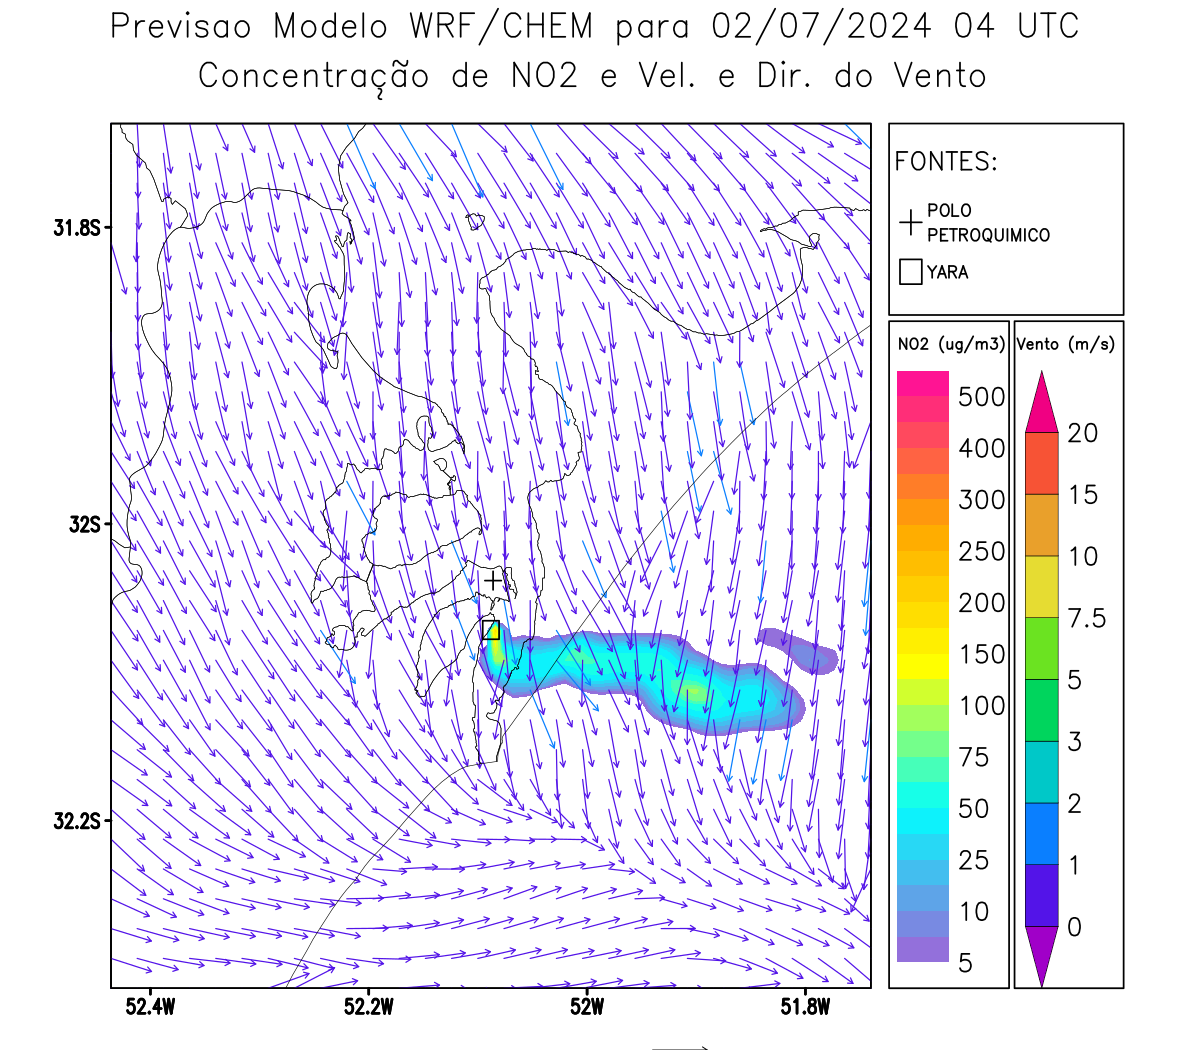 Previsao Modelo WRF/CHEM para 02/07/2024 04 UTC
Concentração de NO2 e Vel. e Dir. do Vento
FONTES:
POLO
PETROQUIMICO
YARA
NO2 (ug/m3)
500
400
300
250
200
150
100
75
50
25
10
5
Vento (m/s)
20
15
10
7.5
5
3
2
1
0
31.8S
32S
32.2S
52.4W
52.2W
52W
51.8W